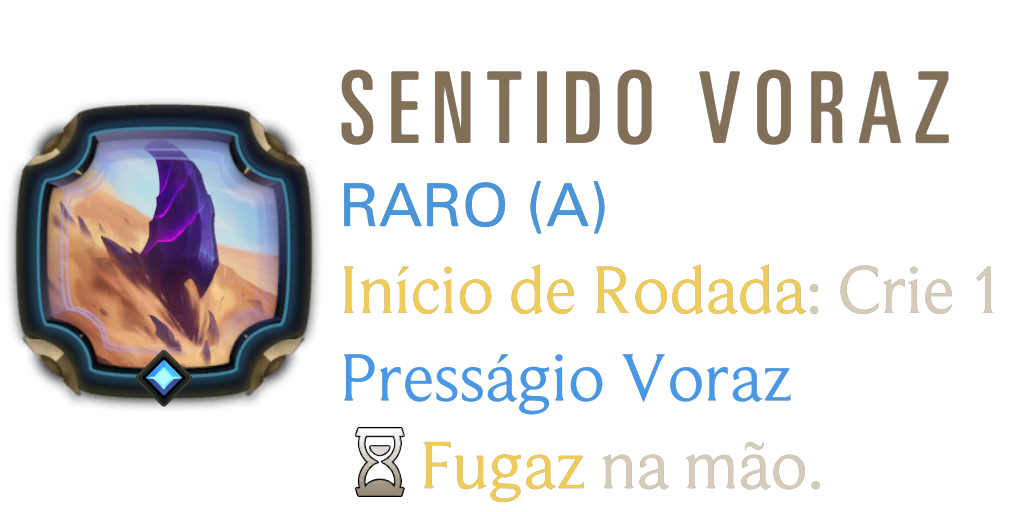 SENTIDO VORAZ
RARO (A)
Início de Rodada: Crie 1
Presságio Voraz
Fugaz na mão.